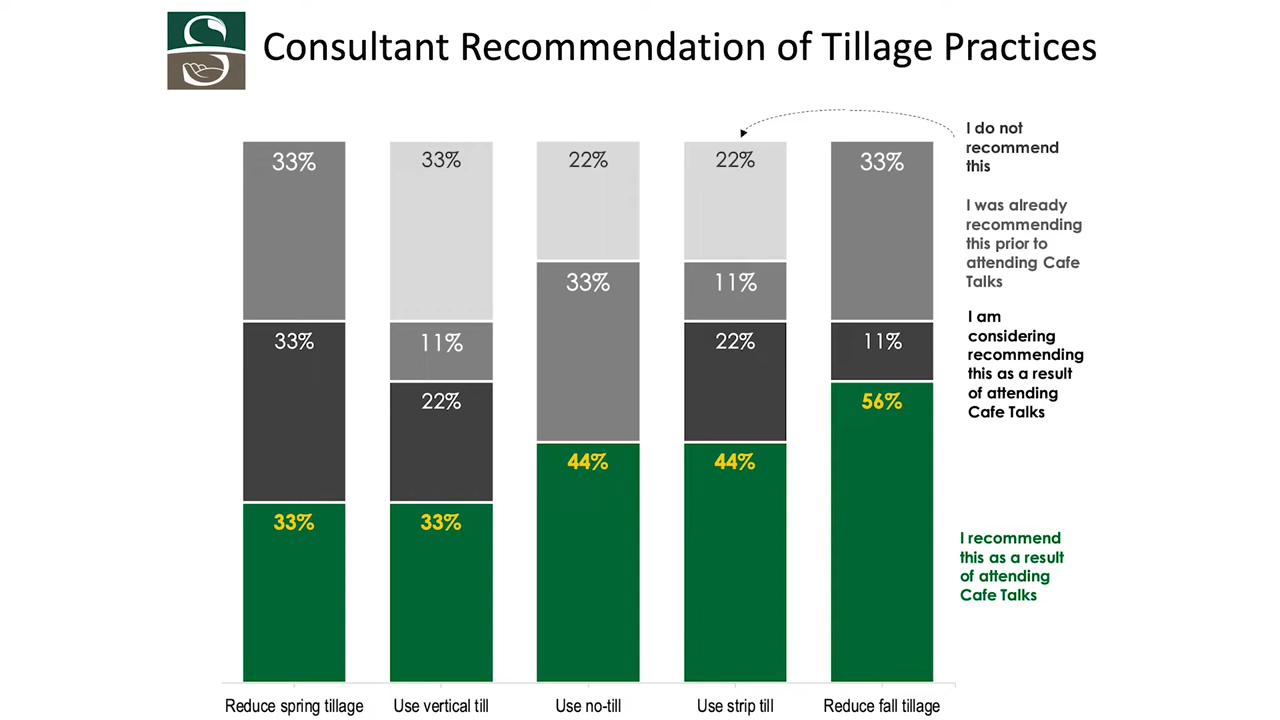 Consultant Recommendation of Tillage Practices
33%
33%
22%
22%
33%
33%
11%
33%
11%
33%
22%
22%
11%
33%
33%
44%
44%
56%
I do not
recommend
this
I was already
recommending
this prior to
attending Cafe
Talks
I am
considering
recommending
this as a result
of attending
Cafe Talks
I recommend
this as a result
of attending
Cafe Talks
Reduce spring tillage
Use vertical till
Use no-till
Use strip till
Reduce fall tillage